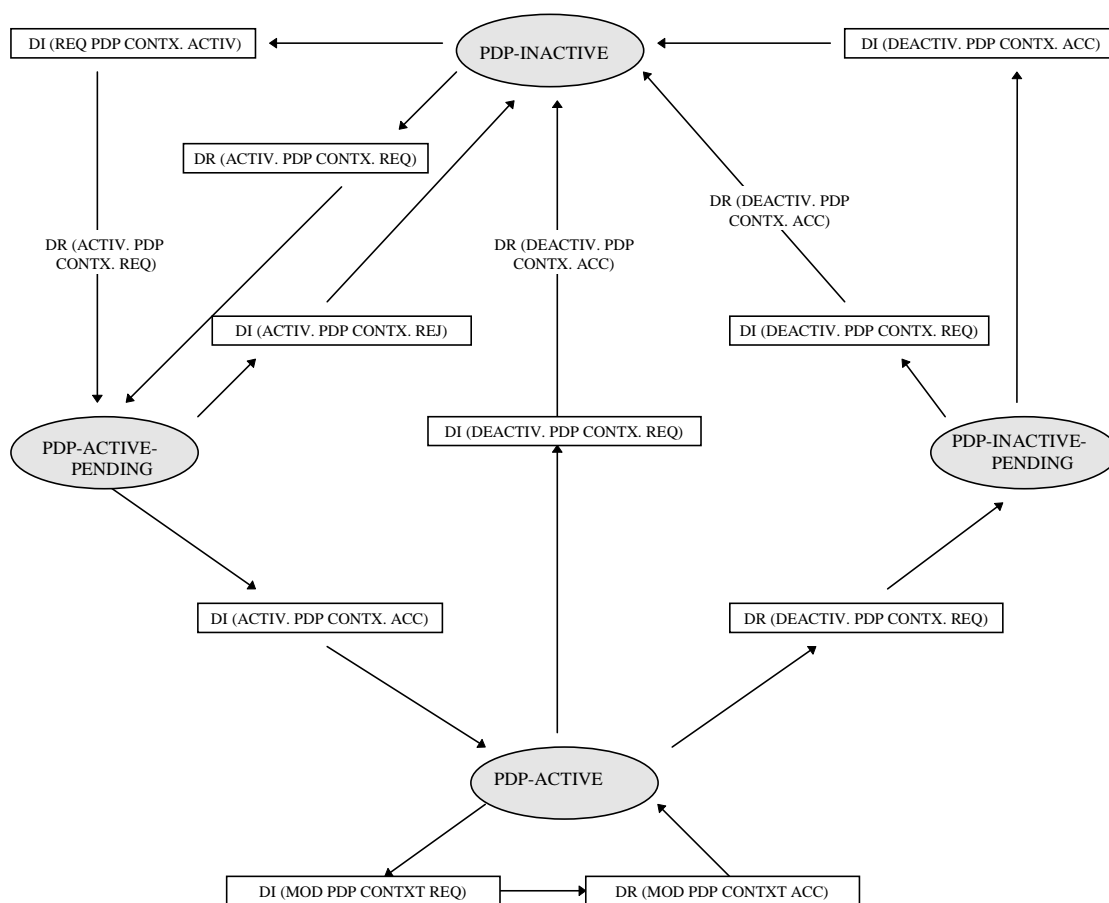 DI (REQ PDP CONTX. ACTIV)
PDP-INACTIVE
DI (DEACTIV. PDP CONTX. ACC)
DR (ACTIV. PDP CONTX. REQ)
DR (DEACTIV. PDP
CONTX. ACC)
DR (ACTIV. PDP
CONTX. REQ)
DR (DEACTIV. PDP
CONTX. ACC)
DI (ACTIV. PDP CONTX. REJ)
DI (DEACTIV. PDP CONTX. REQ)
PDP-ACTIVE-
PENDING
DI (DEACTIV. PDP CONTX. REQ)
PDP-INACTIVE-
PENDING
DI (ACTIV. PDP CONTX. ACC)
DR (DEACTIV. PDP CONTX. REQ)
PDP-ACTIVE
DI (MOD PDP CONTXT REQ)
DR (MOD PDP CONTXT ACC)